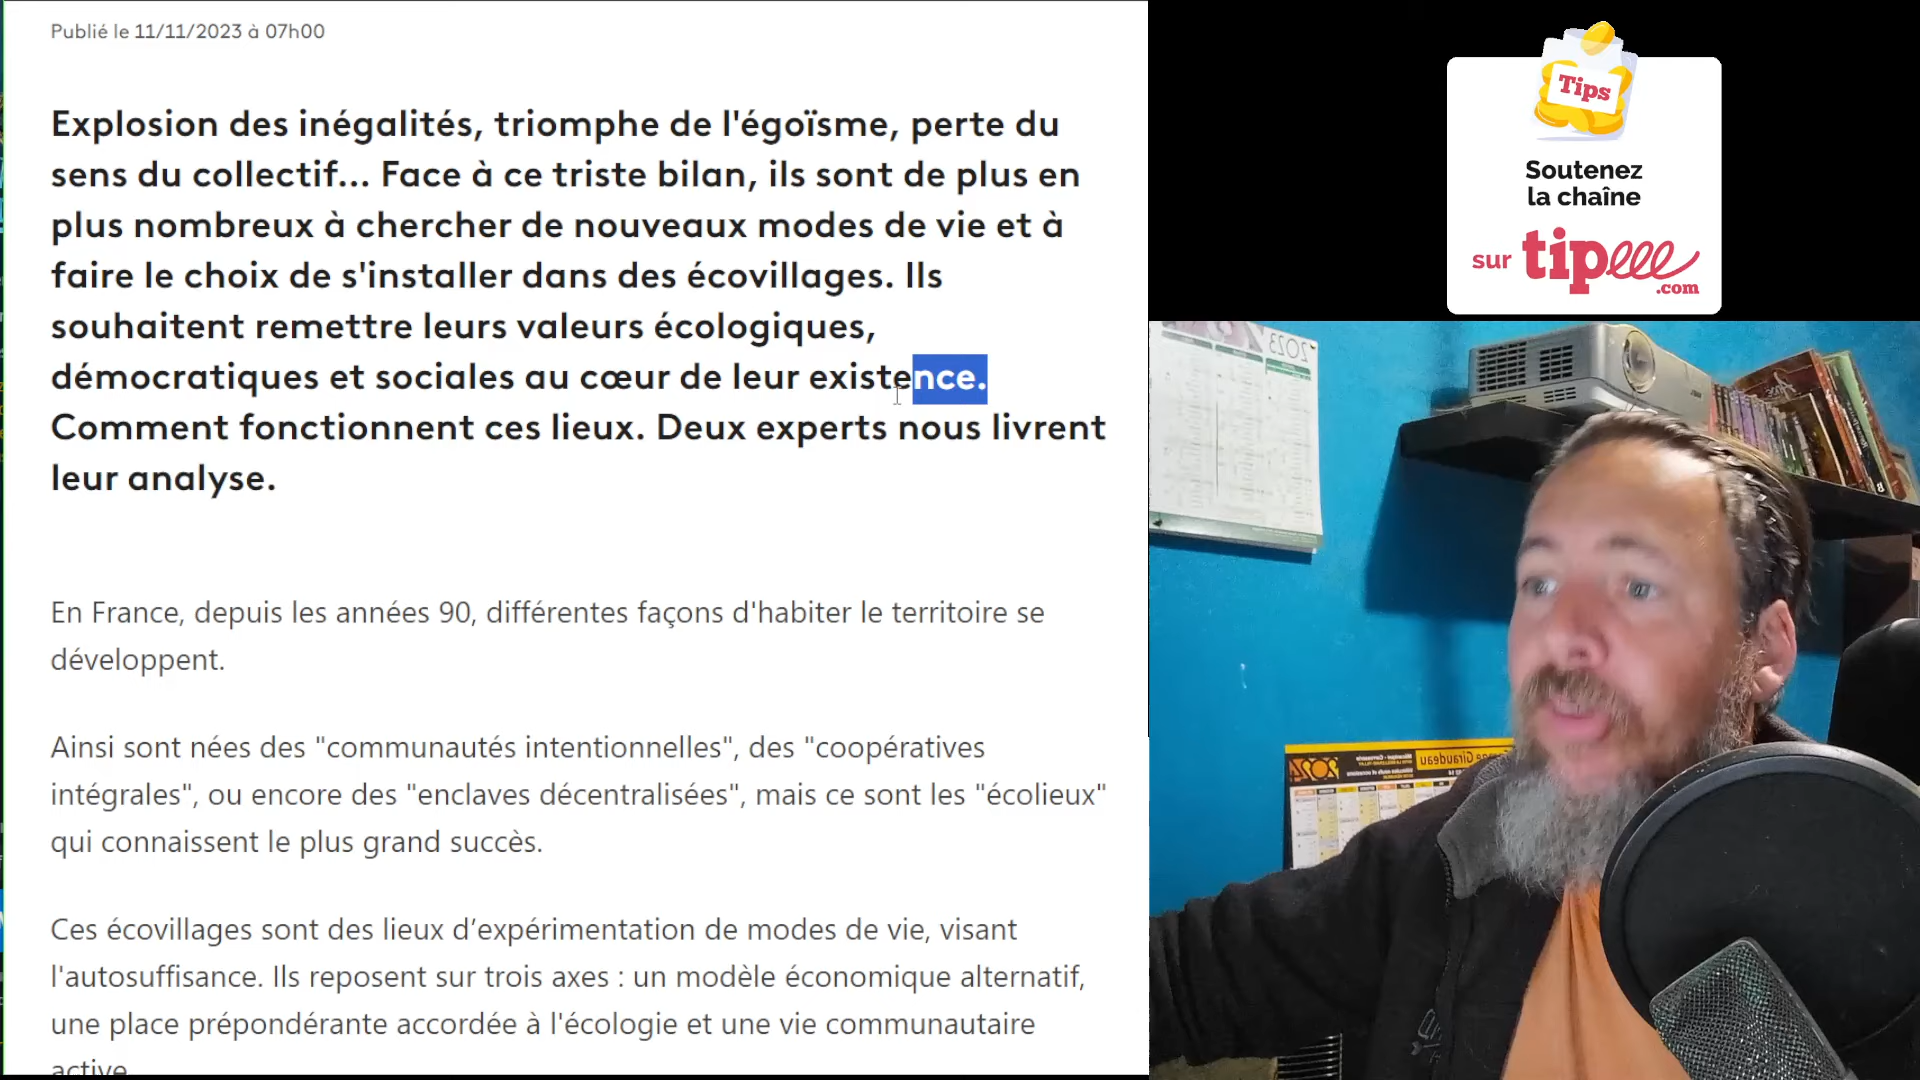 Publié le 11/11/2023 à 07h00
Explosion des inégalités, triomphe de l'égoïsme, perte du
sens du collectif... Face à ce triste bilan, ils sont de plus en
plus nombreux à chercher de nouveaux modes de vie et à
faire le choix de s'installer dans des écovillages. Ils
souhaitent remettre leurs valeurs écologiques,
démocratiques et sociales au cœur de leur existence.
Comment fonctionnent ces lieux. Deux experts nous livrent
leur analyse.
En France, depuis les années 90, différentes façons d'habiter le territoire se
développent.
Ainsi sont nées des "communautés intentionnelles", des "coopératives
intégrales", ou encore des "enclaves décentralisées", mais ce sont les "écolieux"
qui connaissent le plus grand succès.
Ces écovillages sont des lieux d’expérimentation de modes de vie, visant
l'autosuffisance. Ils reposent sur trois axes : un modèle économique alternatif,
une place prépondérante accordée à l'écologie et une vie communautaire
active
Tips
Soutenez
la chaîne
sur tipeee
.com
2023
2024
Giraudeau